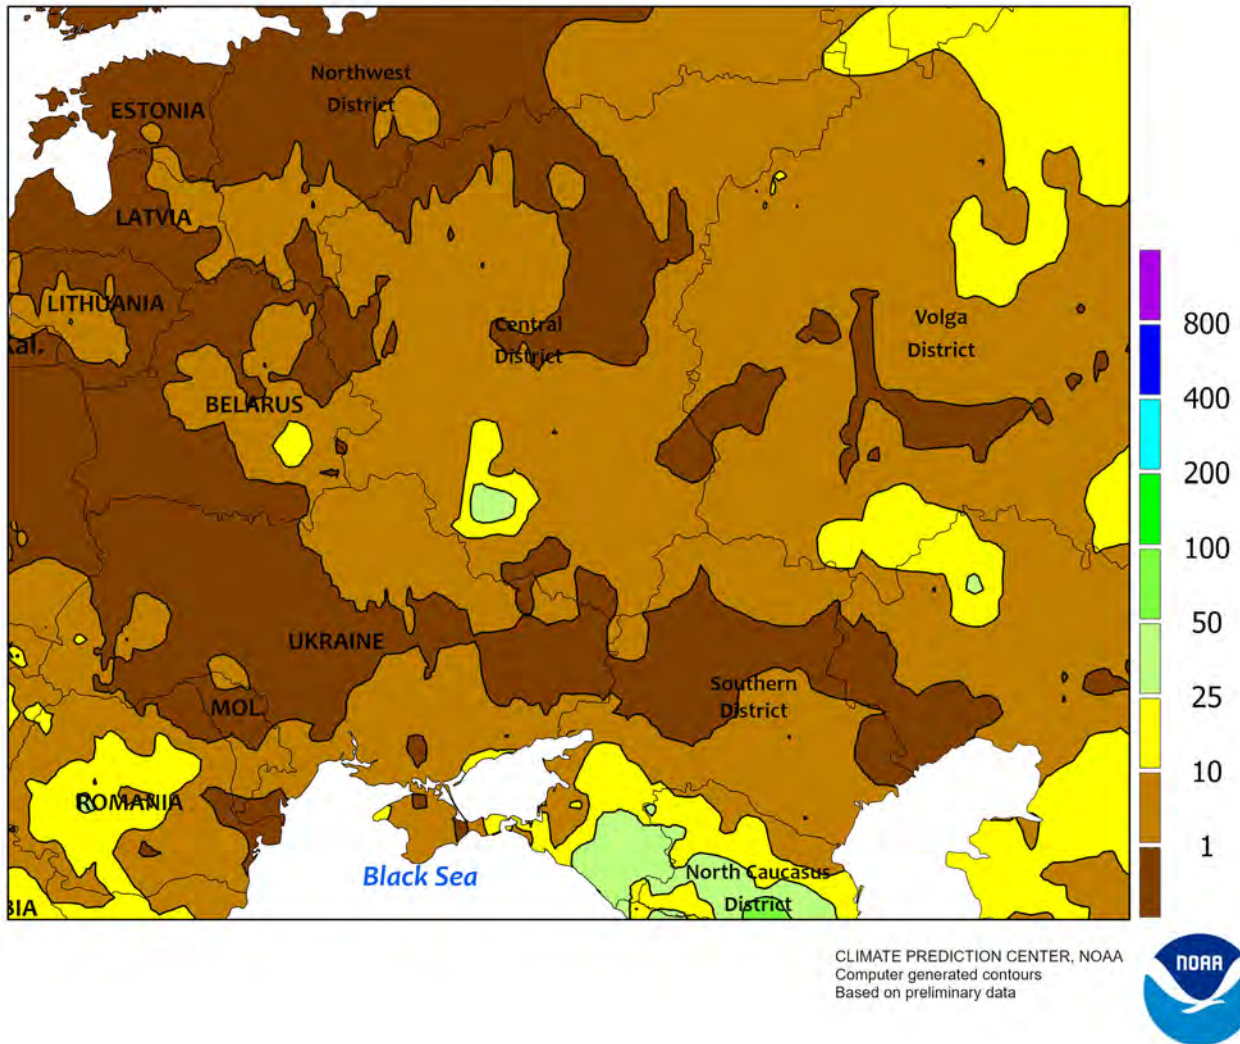 Northwest
District
ESTONIA
LATVIA
LITHUANIA
Kal.
Central
District
Volga
District
BELARUS
UKRAINE
MOL.
Southern
District
ROMANIA
Black Sea
North Caucasus
District
BIA
800
400
200
100
50
25
10
1
CLIMATE PREDICTION CENTER, NOAA
Computer generated contours
Based on preliminary data
NOAA